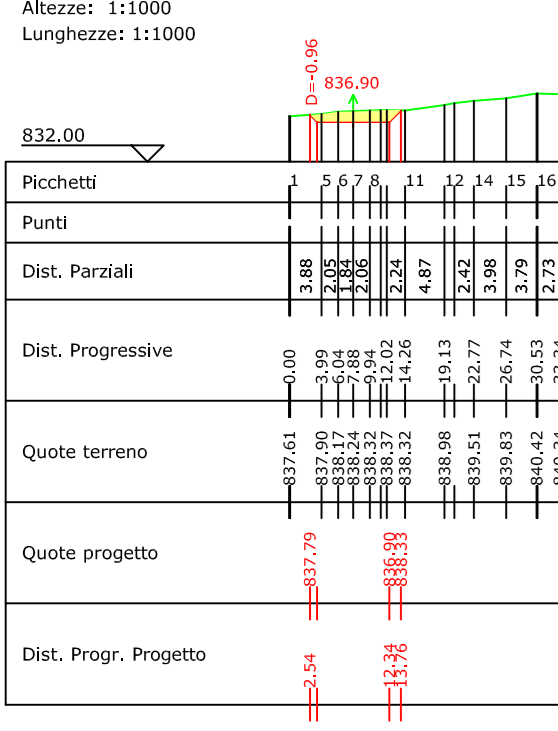 Altezze: 1:1000
Lunghezze: 1:1000
D=-0.96
836.90
832.00
Picchetti 1 5 6 7 8 11 12 14 15 16
Punti
Dist. Parziali 3.88 2.05 1.84 2.06 2.24 4.87 2.42 3.98 3.79 2.73
Dist. Progressive 0.00 3.99 6.04 7.88 9.94 12.02 14.26 19.13 22.77 26.74 30.53
Quote terreno 837.61 837.90 838.17 838.24 838.32 838.37 838.32 838.98 839.51 839.83 840.42
Quote progetto 837.79 836.90 838.33
Dist. Progr. Progetto 2.54 12.34 13.76